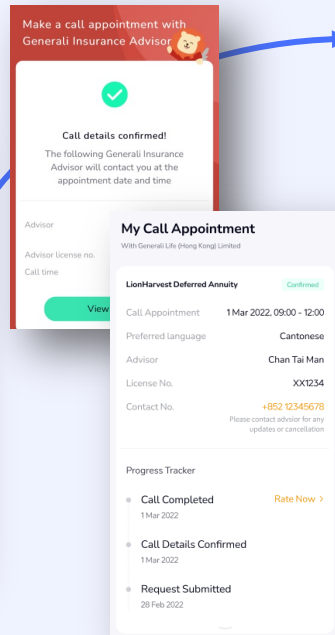 Make a call appointment with
Generali Insurance Advisor
Call details confirmed!
The following Generali Insurance
Advisor will contact you at the
appointment date and time
Advisor
Advisor license no.
Call time
View
My Call Appointment
With Generali Life (Hong Kong) Limited
LionHarvest Deferred Annuity Confirmed
Call Appointment 1 Mar 2022, 09:00 - 12:00
Preferred language Cantonese
Advisor Chan Tai Man
License No. XX1234
Contact No. +852 12345678
Please contact advsior for any
updates or cancellation
Progress Tracker
Call Completed Rate Now >
1 Mar 2022
Call Details Confirmed
1 Mar 2022
Request Submitted
28 Feb 2022